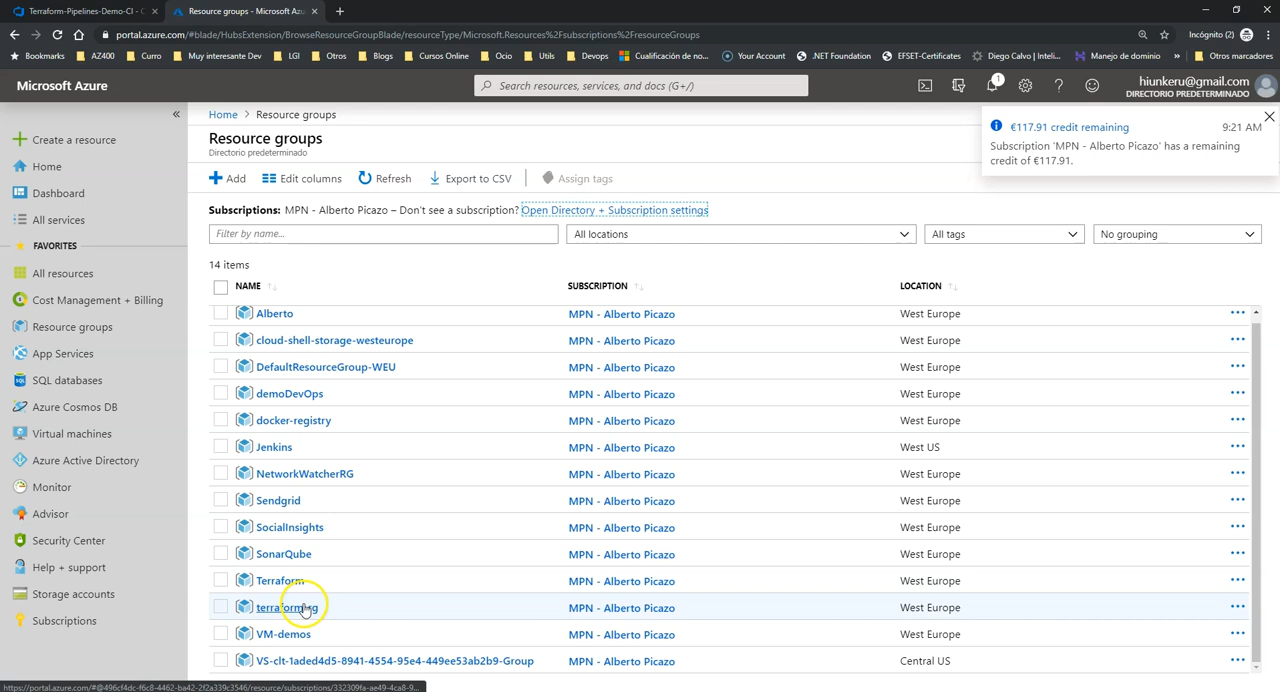 Terraform-Pipelines-Demo-CI - C
Resource groups - Microsoft Azu
portal.azure.com/#blade/HubsExtension/BrowseResourceGroupBlade/resourceType/Microsoft.Resources%2Fsubscriptions%2FresourceGroups
Incógnito (2)
Bookmarks
AZ400
Curro
Muy interesante Dev
LGI
Otros
Blogs
Cursos Online
Ocio
Utils
Devops
Cualificación de no...
Your Account
.NET Foundation
EFSET-Certificates
Diego Calvo | Inteli...
Manejo de dominio
»
Otros marcadores
Microsoft Azure
Search resources, services, and docs (G+/)
1
hiunkeru@gmail.com
DIRECTORIO PREDETERMINADO
«
Create a resource
Home
Dashboard
All services
FAVORITES
All resources
Cost Management + Billing
Resource groups
App Services
SQL databases
Azure Cosmos DB
Virtual machines
Azure Active Directory
Monitor
Advisor
Security Center
Help + support
Storage accounts
Subscriptions
Home > Resource groups
Resource groups
Directorio predeterminado
Add
Edit columns
Refresh
Export to CSV
Assign tags
€117.91 credit remaining 9:21 AM
Subscription 'MPN - Alberto Picazo' has a remaining
credit of €117.91.
Subscriptions: MPN - Alberto Picazo – Don't see a subscription? Open Directory + Subscription settings
Filter by name...
All locations
All tags
No grouping
14 items
NAME SUBSCRIPTION LOCATION
Alberto MPN - Alberto Picazo West Europe
cloud-shell-storage-westeurope MPN - Alberto Picazo West Europe
DefaultResourceGroup-WEU MPN - Alberto Picazo West Europe
demoDevOps MPN - Alberto Picazo West Europe
docker-registry MPN - Alberto Picazo West Europe
Jenkins MPN - Alberto Picazo West US
NetworkWatcherRG MPN - Alberto Picazo West Europe
Sendgrid MPN - Alberto Picazo West Europe
SocialInsights MPN - Alberto Picazo West Europe
SonarQube MPN - Alberto Picazo West Europe
Terraform MPN - Alberto Picazo West Europe
MPN - Alberto Picazo West Europe
VM-demos MPN - Alberto Picazo West Europe
VS-clt-1aded4d5-8941-4554-95e4-449ee53ab2b9-Group MPN - Alberto Picazo Central US